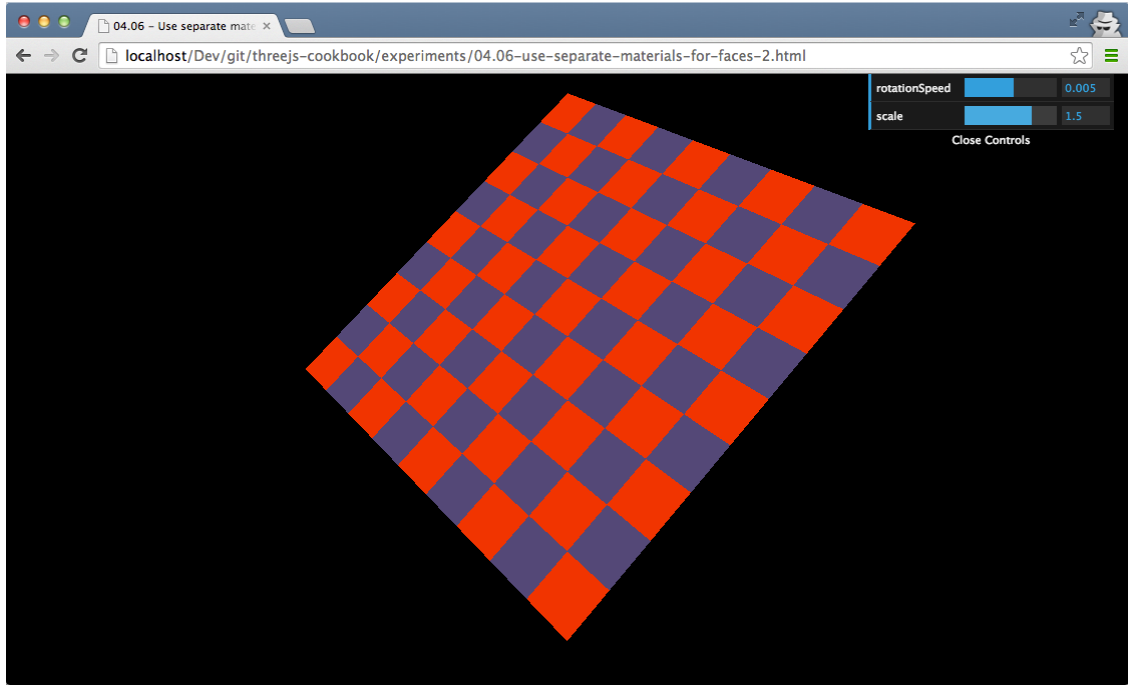 04.06 – Use separate mate
localhost/Dev/git/threejs-cookbook/experiments/04.06-use-separate-materials-for-faces-2.html
rotationSpeed 0.005
scale 1.5
Close Controls